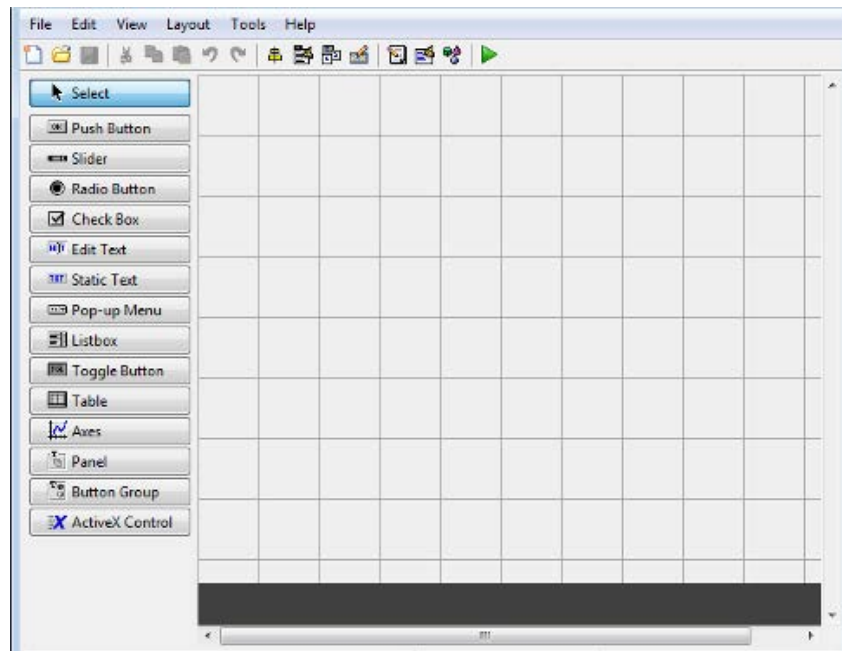 File Edit View Layout Tools Help
Select
Push Button
Slider
Radio Button
Check Box
Edit Text
Static Text
Pop-up Menu
Listbox
Toggle Button
Table
Axes
Panel
Button Group
ActiveX Control